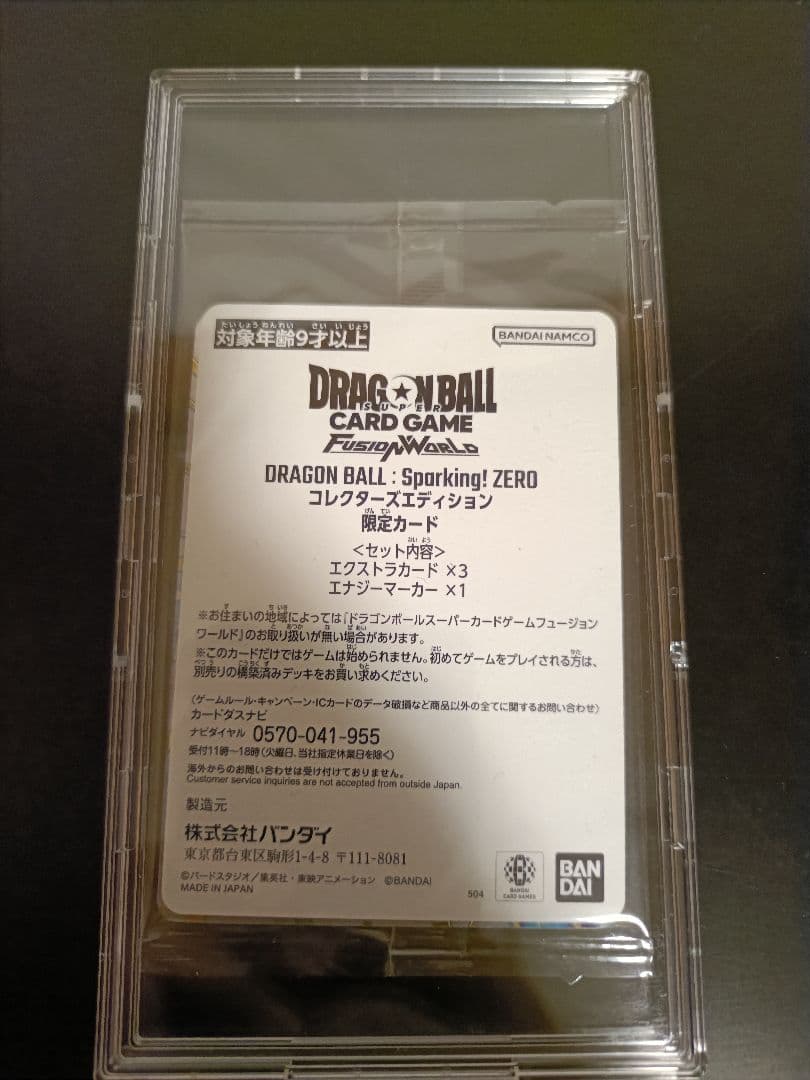 対象年齢9才以上
BANDAI NAMCO
DRAGON BALL
SUPER
CARD GAME
FUSION WORLD
DRAGON BALL : Sparking! ZERO
コレクターズエディション
限定カード
<セット内容>
エクストラカード ×3
エナジーマーカー ×1
※お住まいの地域によっては「ドラゴンボールスーパーカードゲームフュージョン
ワールド」のお取り扱いが無い場合があります。
※このカードだけではゲームは始められません。初めてゲームをプレイされる方は、
別売りの構築済みデッキをお買い求めください。
(ゲームルール・キャンペーン・ICカードのデータ破損など商品以外の全てに関するお問い合わせ)
カードダスナビ
ナビダイヤル 0570-041-955
受付11時~18時(火曜日、当社指定休業日を除く)
海外からのお問い合わせは受け付けておりません。
Customer service inquiries are not accepted from outside Japan.
製造元
株式会社バンダイ
東京都台東区駒形1-4-8 〒111-8081
©バードスタジオ/集英社・東映アニメーション ©BANDAI
MADE IN JAPAN
504
BANDAI
CARD GAMES
BAN
DAI